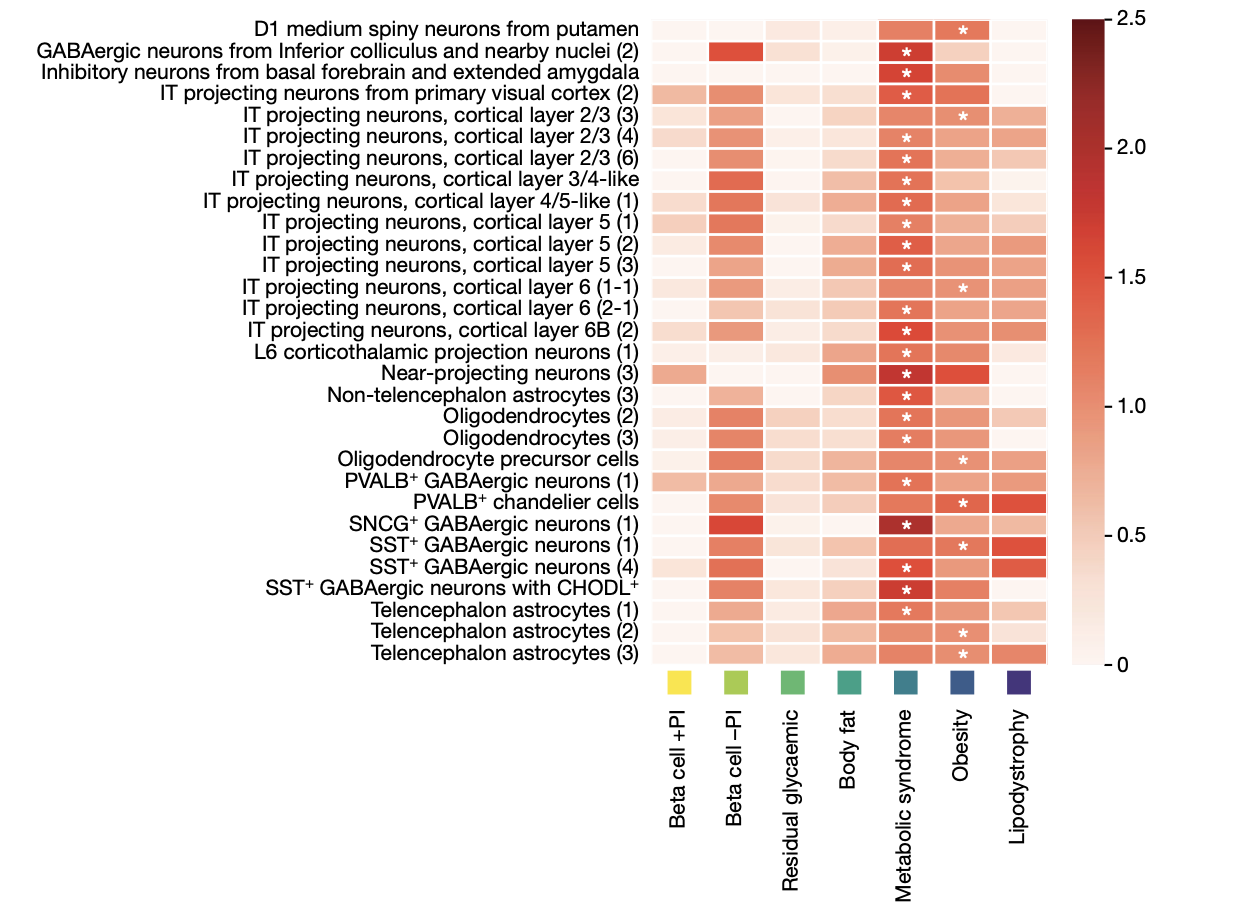 D1 medium spiny neurons from putamen
GABAergic neurons from Inferior colliculus and nearby nuclei (2)
Inhibitory neurons from basal forebrain and extended amygdala
IT projecting neurons from primary visual cortex (2)
IT projecting neurons, cortical layer 2/3 (3)
IT projecting neurons, cortical layer 2/3 (4)
IT projecting neurons, cortical layer 2/3 (6)
IT projecting neurons, cortical layer 3/4-like
IT projecting neurons, cortical layer 4/5-like (1)
IT projecting neurons, cortical layer 5 (1)
IT projecting neurons, cortical layer 5 (2)
IT projecting neurons, cortical layer 5 (3)
IT projecting neurons, cortical layer 6 (1-1)
IT projecting neurons, cortical layer 6 (2-1)
IT projecting neurons, cortical layer 6B (2)
L6 corticothalamic projection neurons (1)
Near-projecting neurons (3)
Non-telencephalon astrocytes (3)
Oligodendrocytes (2)
Oligodendrocytes (3)
Oligodendrocyte precursor cells
PVALB⁺ GABAergic neurons (1)
PVALB⁺ chandelier cells
SNCG⁺ GABAergic neurons (1)
SST⁺ GABAergic neurons (1)
SST⁺ GABAergic neurons (4)
SST⁺ GABAergic neurons with CHODL⁺
Telencephalon astrocytes (1)
Telencephalon astrocytes (2)
Telencephalon astrocytes (3)
Beta cell +PI
Beta cell –PI
Residual glycaemic
Body fat
Metabolic syndrome
Obesity
Lipodystrophy
2.5
2.0
1.5
1.0
0.5
0